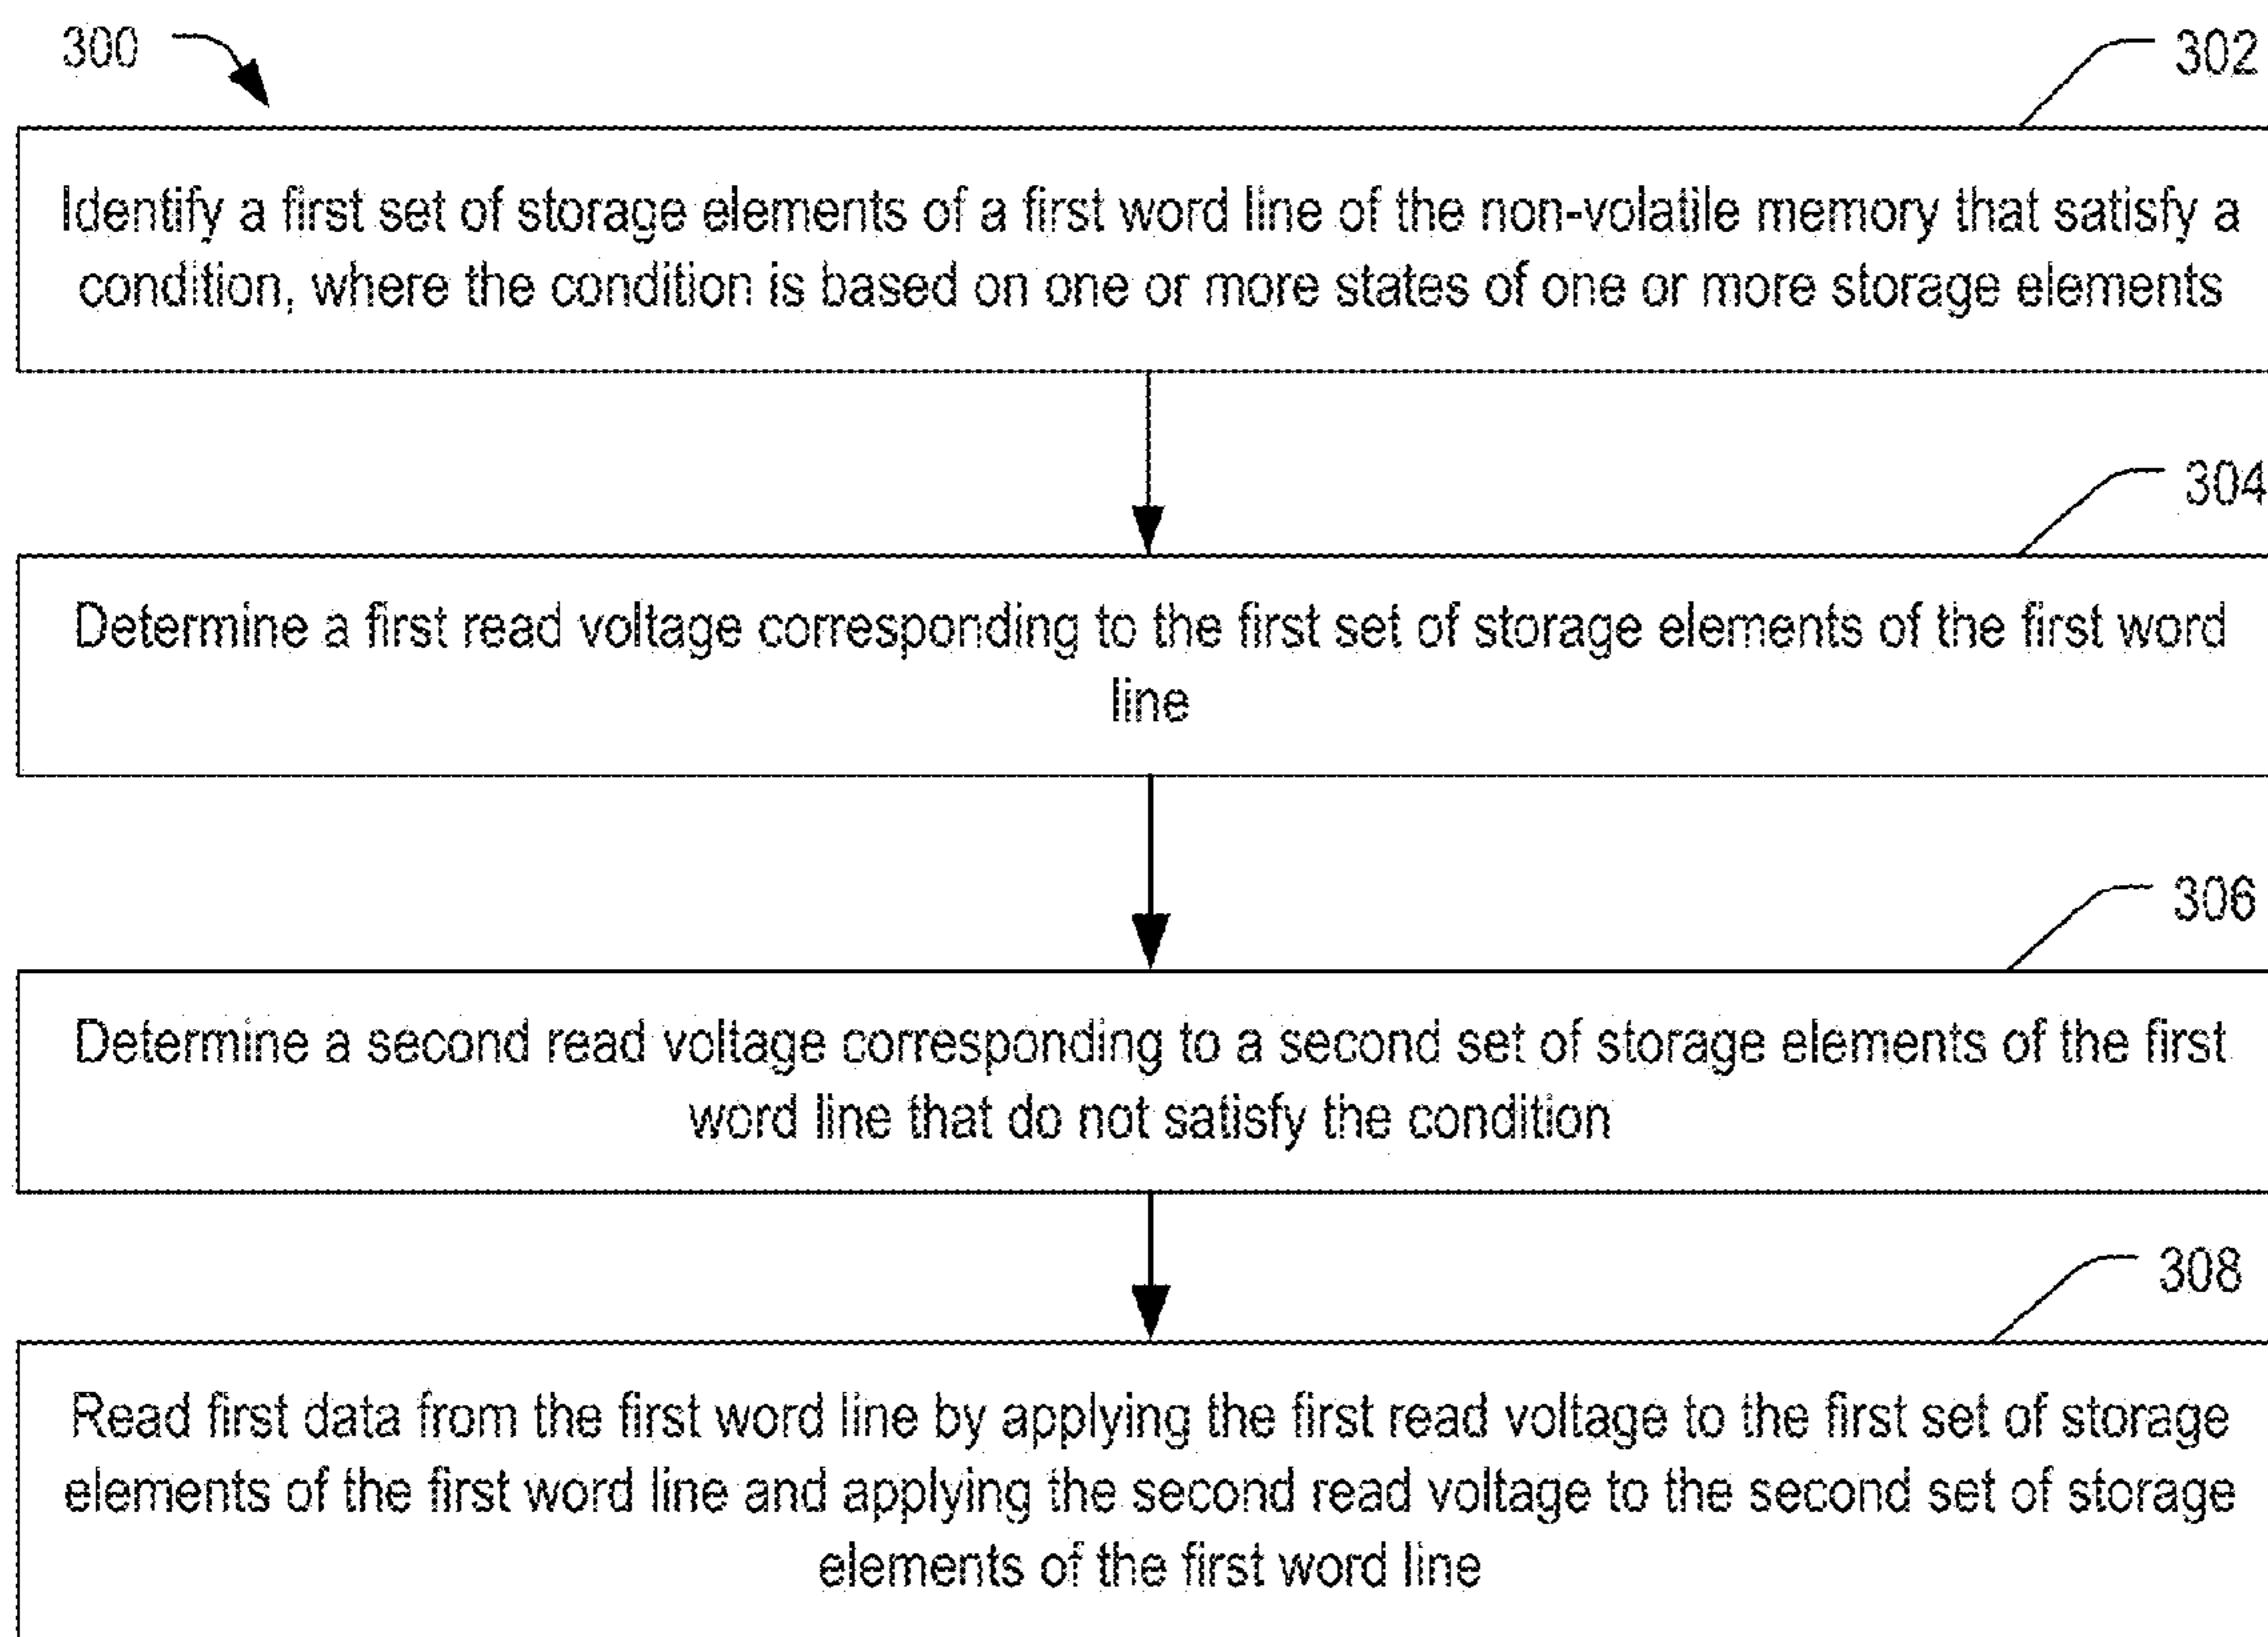 300
302
Identify a first set of storage elements of a first word line of the non-volatile memory that satisfy a
condition, where the condition is based on one or more states of one or more storage elements
304
Determine a first read voltage corresponding to the first set of storage elements of the first word
line
306
Determine a second read voltage corresponding to a second set of storage elements of the first
word line that do not satisfy the condition
308
Read first data from the first word line by applying the first read voltage to the first set of storage
elements of the first word line and applying the second read voltage to the second set of storage
elements of the first word line